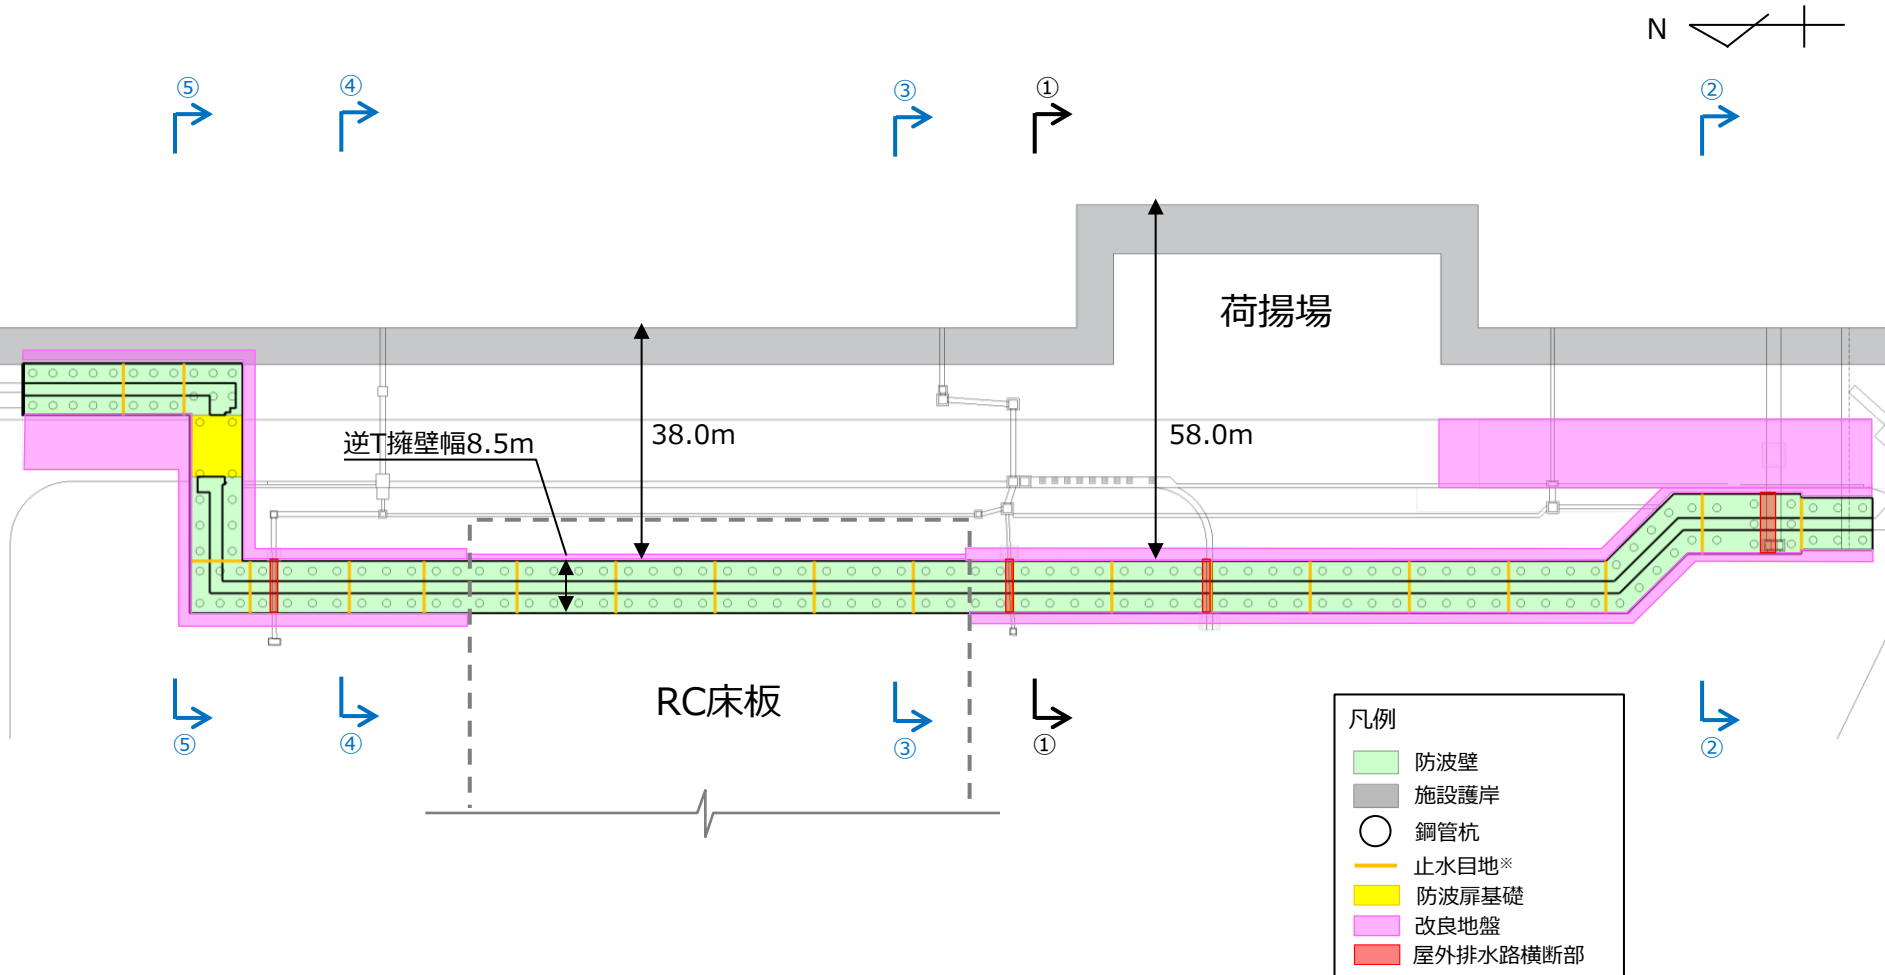 N
⑤
④
③
①
②
荷揚場
逆T擁壁幅8.5m
38.0m
58.0m
RC床板
⑤
④
③
①
②
凡例
防波壁
施設護岸
鋼管杭
止水目地※
防波扉基礎
改良地盤
屋外排水路横断部